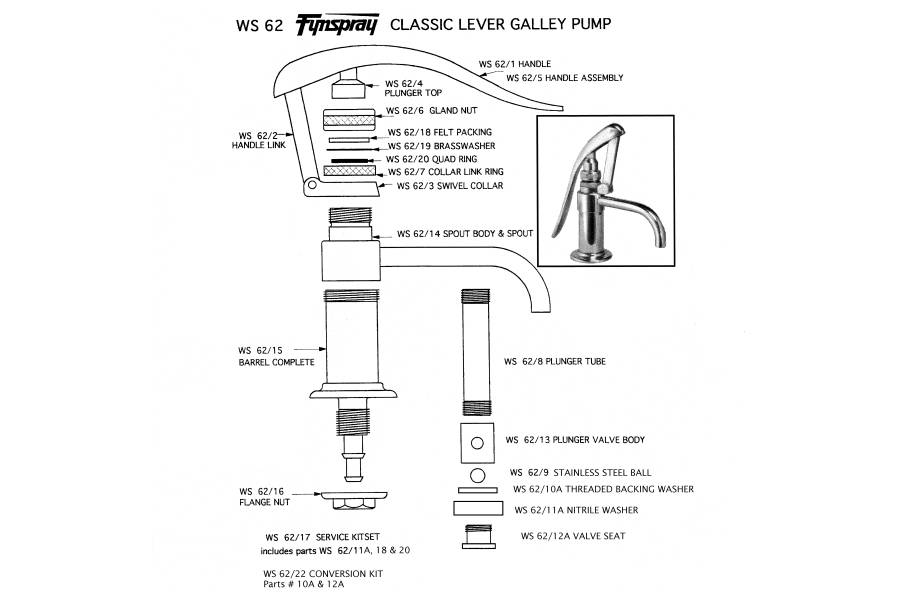 WS 62 Fynspray CLASSIC LEVER GALLEY PUMP
WS 62/1 HANDLE
WS 62/5 HANDLE ASSEMBLY
WS 62/4
PLUNGER TOP
WS 62/6 GLAND NUT
WS 62/2
HANDLE LINK
WS 62/18 FELT PACKING
WS 62/19 BRASSWASHER
WS 62/20 QUAD RING
WS 62/7 COLLAR LINK RING
WS 62/3 SWIVEL COLLAR
WS 62/14 SPOUT BODY & SPOUT
WS 62/15
BARREL COMPLETE
WS 62/8 PLUNGER TUBE
WS 62/13 PLUNGER VALVE BODY
WS 62/9 STAINLESS STEEL BALL
WS 62/10A THREADED BACKING WASHER
WS 62/16
FLANGE NUT
WS 62/11A NITRILE WASHER
WS 62/12A VALVE SEAT
WS 62/17 SERVICE KITSET
includes parts WS 62/11A, 18 & 20
WS 62/22 CONVERSION KIT
Parts # 10A & 12A